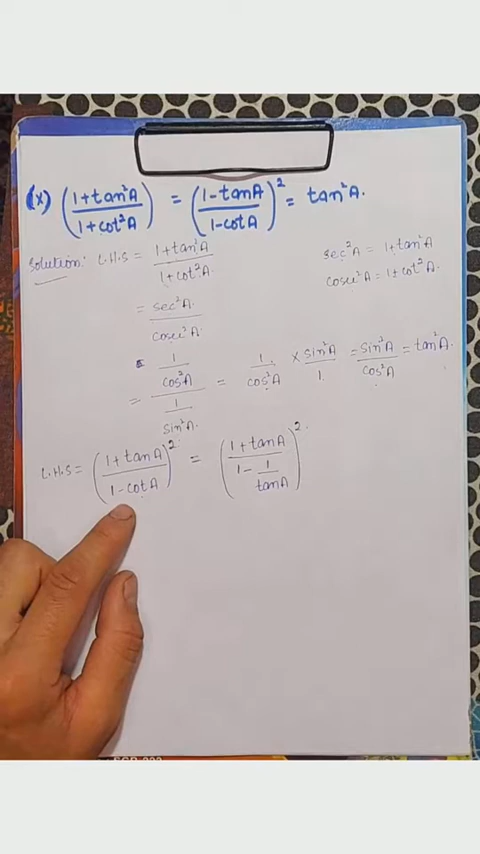 (x) ((1+tan²A)/(1+cot²A)) = ((1-tanA)/(1-cotA))² = tan²A.
Solution: L.H.S = (1+tan²A)/(1+cot²A)
sec²A = 1+tan²A
cosec²A = 1+cot²A.
= sec²A/cosec²A
= (1/cos²A)/(1/sin²A) = 1/cos²A × sin²A/1 = sin²A/cos²A = tan²A.
L.H.S = ((1+tanA)/(1-cotA))² = ((1+tanA)/(1-1/tanA))².